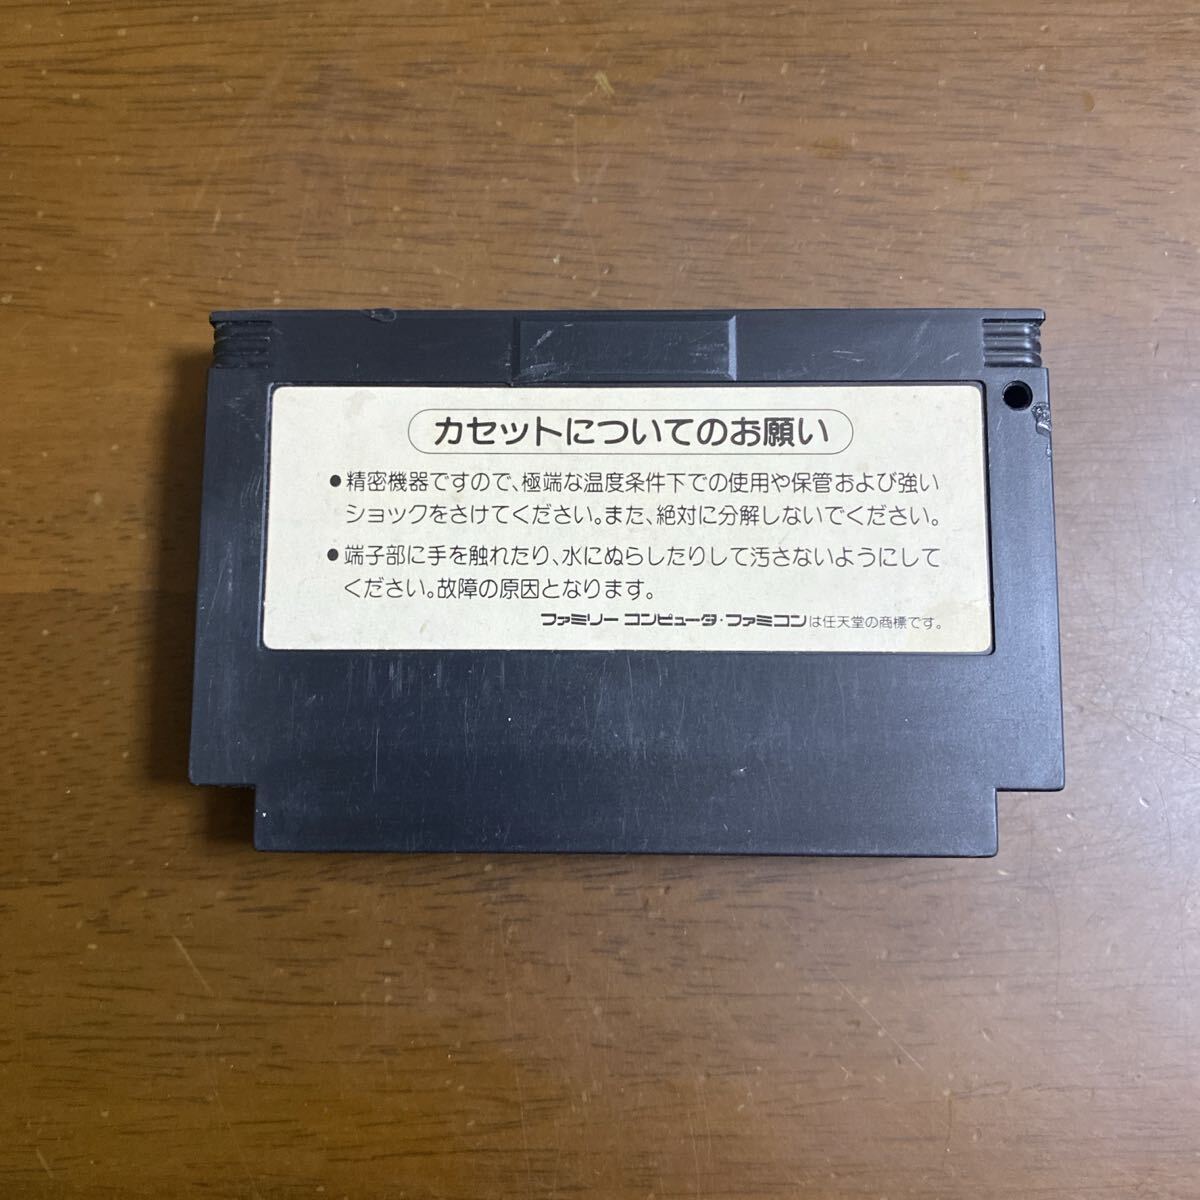 カセットについてのお願い
●精密機器ですので、極端な温度条件下での使用や保管および強い
ショックをさけてください。また、絶対に分解しないでください。
●端子部に手を触れたり、水にぬらしたりして汚さないようにして
ください。故障の原因となります。
ファミリー コンピュータ・ファミコンは任天堂の商標です。